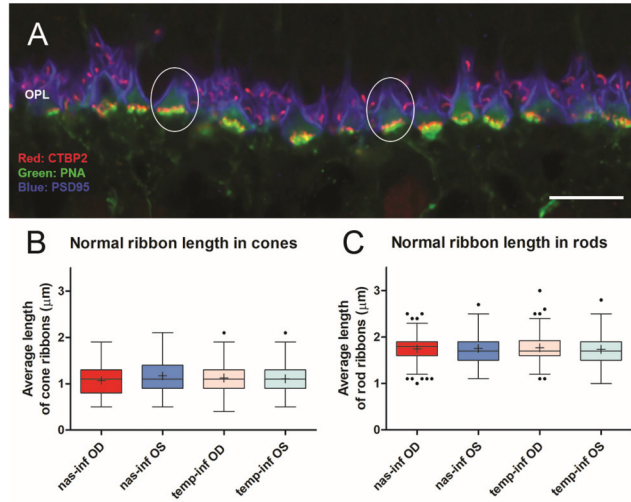 A
OPL
Red: CTBP2
Green: PNA
Blue: PSD95
B Normal ribbon length in cones
Average length
of cone ribbons (µm)
3
2
1
0
nas-inf OD
nas-inf OS
temp-inf OD
temp-inf OS
C Normal ribbon length in rods
Average length
of rod ribbons (µm)
3
2
1
0
nas-inf OD
nas-inf OS
temp-inf OD
temp-inf OS